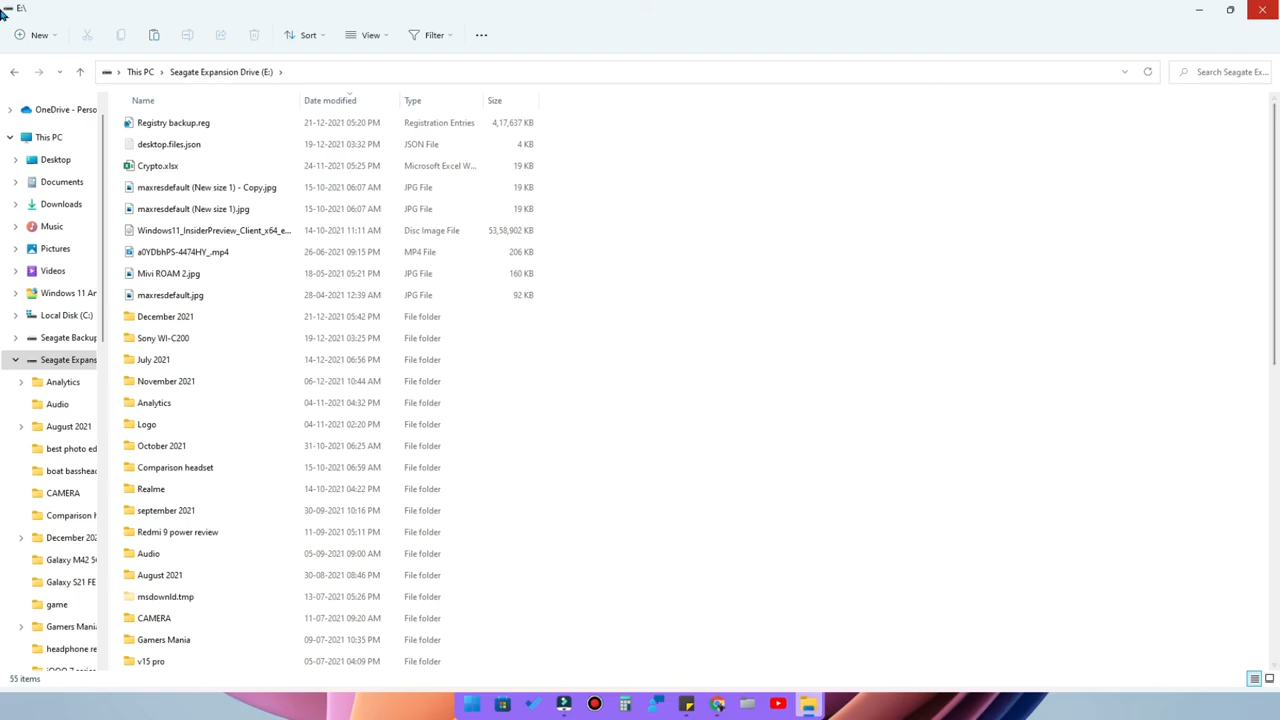 E:\
New Sort View Filter ...
This PC Seagate Expansion Drive (E:) Search Seagate Ex...
OneDrive - Perso
This PC
Desktop
Documents
Downloads
Music
Pictures
Videos
Windows 11 Ar
Local Disk (C:)
Seagate Backup
Seagate Expans
Analytics
Audio
August 2021
best photo ed
boat basshead
CAMERA
Comparison h
December 202
Galaxy M42 5G
Galaxy S21 FE
game
Gamers Mania
headphone re
iQOO 7 series
Name Date modified Type Size
Registry backup.reg 21-12-2021 05:20 PM Registration Entries 4,17,637 KB
desktop.files.json 19-12-2021 03:32 PM JSON File 4 KB
Crypto.xlsx 24-11-2021 05:25 PM Microsoft Excel W... 19 KB
maxresdefault (New size 1) - Copy.jpg 15-10-2021 06:07 AM JPG File 19 KB
maxresdefault (New size 1).jpg 15-10-2021 06:07 AM JPG File 19 KB
Windows11_InsiderPreview_Client_x64_e... 14-10-2021 11:11 AM Disc Image File 53,58,902 KB
a0YDbhPS-4474HY_.mp4 26-06-2021 09:15 PM MP4 File 206 KB
Mivi ROAM 2.jpg 18-05-2021 05:21 PM JPG File 160 KB
maxresdefault.jpg 28-04-2021 12:39 AM JPG File 92 KB
December 2021 21-12-2021 05:42 PM File folder
Sony WI-C200 19-12-2021 03:25 PM File folder
July 2021 14-12-2021 06:56 PM File folder
November 2021 06-12-2021 10:44 AM File folder
Analytics 04-11-2021 04:32 PM File folder
Logo 04-11-2021 02:20 PM File folder
October 2021 31-10-2021 06:25 AM File folder
Comparison headset 15-10-2021 06:59 AM File folder
Realme 14-10-2021 04:22 PM File folder
september 2021 30-09-2021 10:16 PM File folder
Redmi 9 power review 11-09-2021 05:11 PM File folder
Audio 05-09-2021 09:00 AM File folder
August 2021 30-08-2021 08:46 PM File folder
msdownld.tmp 13-07-2021 05:26 PM File folder
CAMERA 11-07-2021 09:20 AM File folder
Gamers Mania 09-07-2021 10:35 PM File folder
v15 pro 05-07-2021 04:09 PM File folder
55 items